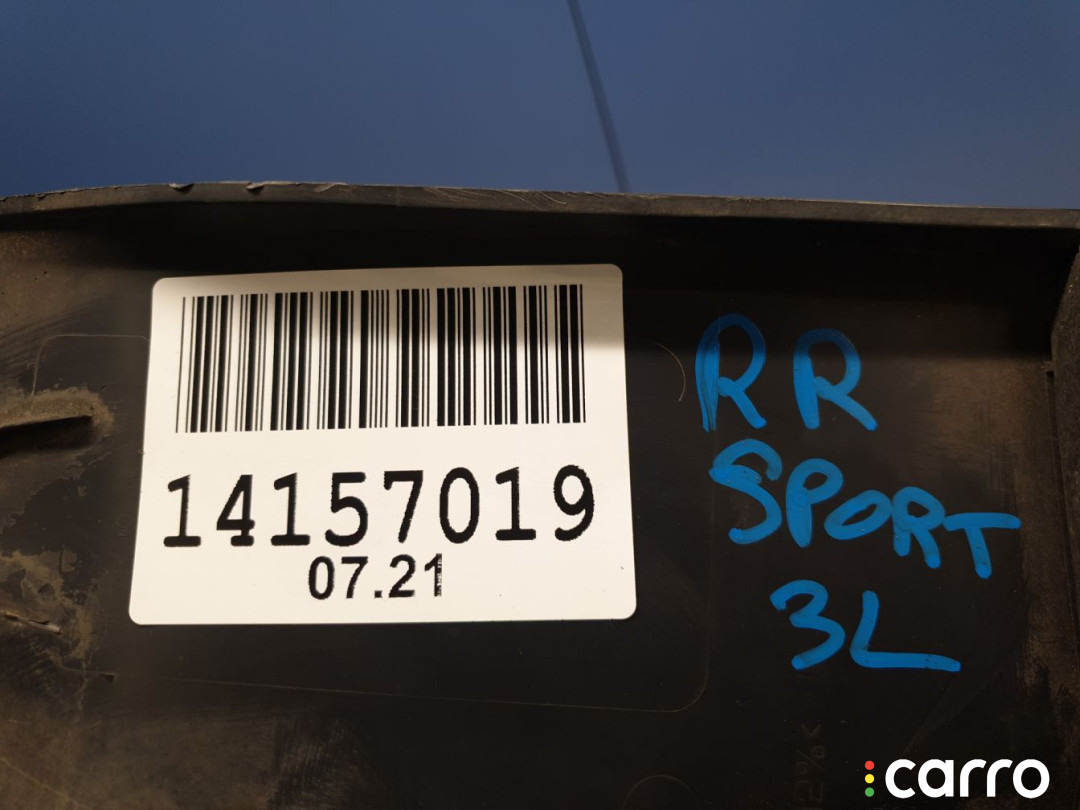 14157019
07.21
RR
SPORT
3L
carro